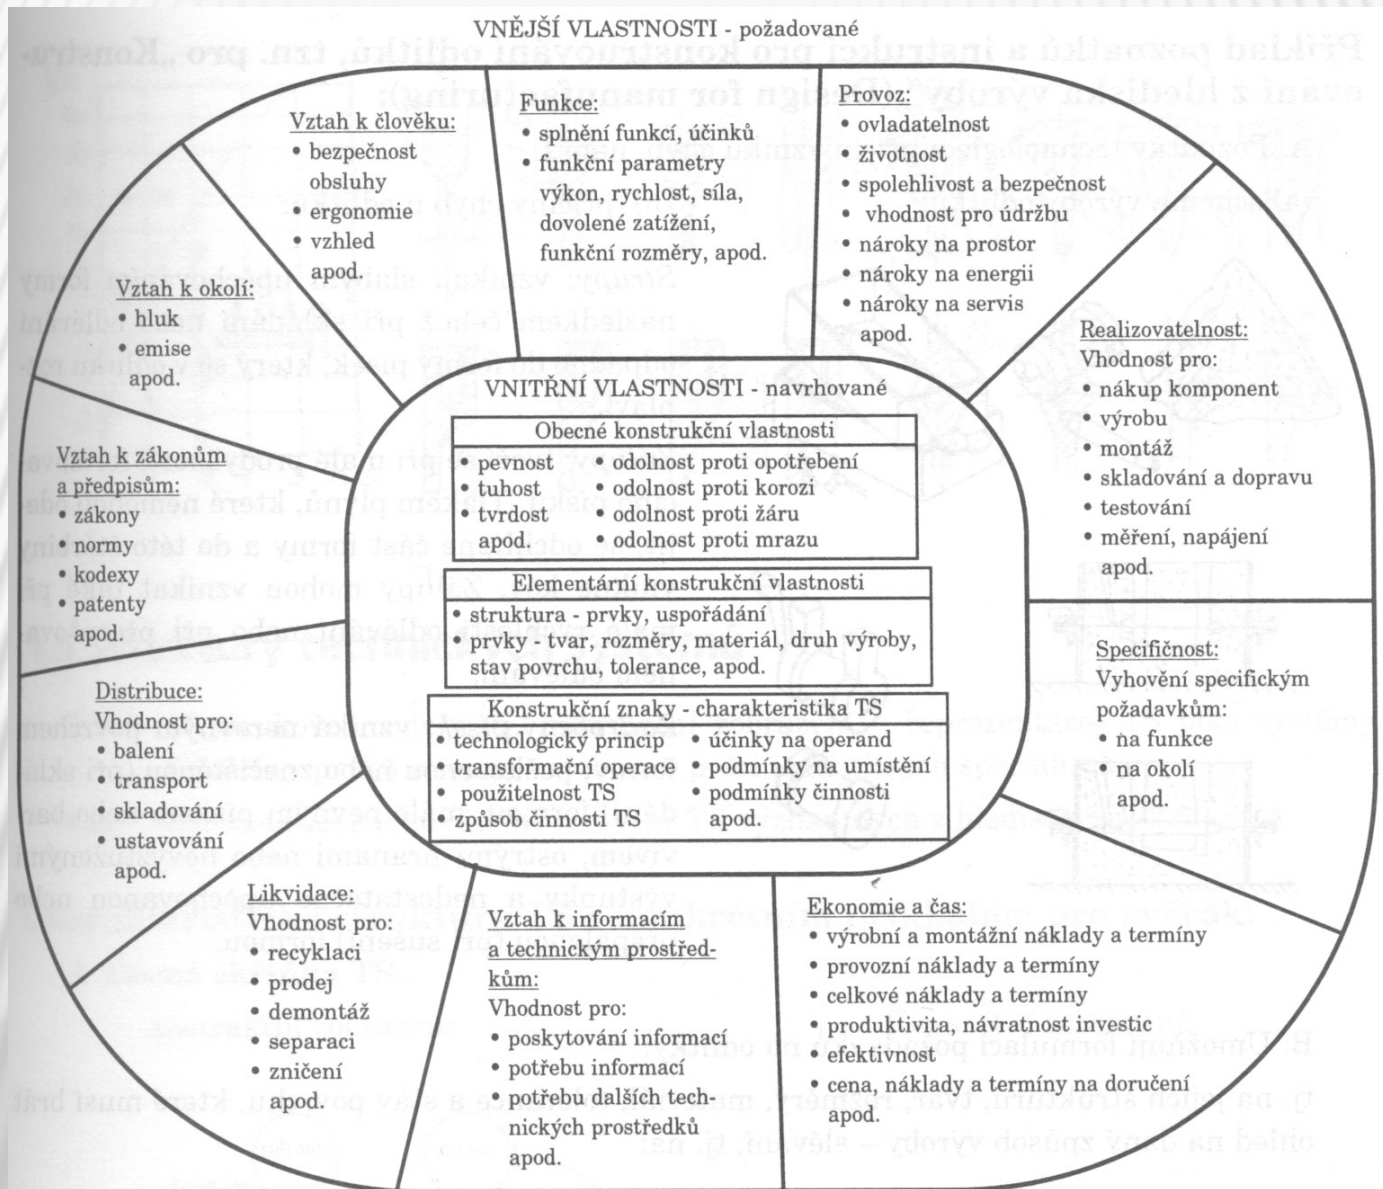 VNĚJŠÍ VLASTNOSTI - požadované
Vztah k člověku:
• bezpečnost
obsluhy
• ergonomie
• vzhled
apod.
Funkce:
• splnění funkcí, účinků
• funkční parametry
výkon, rychlost, síla,
dovolené zatížení,
funkční rozměry, apod.
Provoz:
• ovladatelnost
• životnost
• spolehlivost a bezpečnost
• vhodnost pro údržbu
• nároky na prostor
• nároky na energii
• nároky na servis
apod.
Realizovatelnost:
Vhodnost pro:
• nákup komponent
• výrobu
• montáž
• skladování a dopravu
• testování
• měření, napájení
apod.
Specifičnost:
Vyhovění specifickým
požadavkům:
• na funkce
• na okolí
apod.
Ekonomie a čas:
• výrobní a montážní náklady a termíny
• provozní náklady a termíny
• celkové náklady a termíny
• produktivita, návratnost investic
• efektivnost
• cena, náklady a termíny na doručení
apod.
Vztah k informacím
a technickým prostřed-
kům:
Vhodnost pro:
• poskytování informací
• potřebu informací
• potřebu dalších tech-
nických prostředků
apod.
Likvidace:
Vhodnost pro:
• recyklaci
• prodej
• demontáž
• separaci
• zničení
apod.
Distribuce:
Vhodnost pro:
• balení
• transport
• skladování
• ustavování
apod.
Vztah k zákonům
a předpisům:
• zákony
• normy
• kodexy
• patenty
apod.
Vztah k okolí:
• hluk
• emise
apod.
VNITŘNÍ VLASTNOSTI - navrhované
Obecné konstrukční vlastnosti
• pevnost
• tuhost
• tvrdost
apod.
• odolnost proti opotřebení
• odolnost proti korozi
• odolnost proti žáru
• odolnost proti mrazu
Elementární konstrukční vlastnosti
• struktura - prvky, uspořádání
• prvky - tvar, rozměry, materiál, druh výroby,
stav povrchu, tolerance, apod.
Konstrukční znaky - charakteristika TS
• technologický princip
• transformační operace
• použitelnost TS
• způsob činnosti TS
• účinky na operand
• podmínky na umístění
• podmínky činnosti
apod.